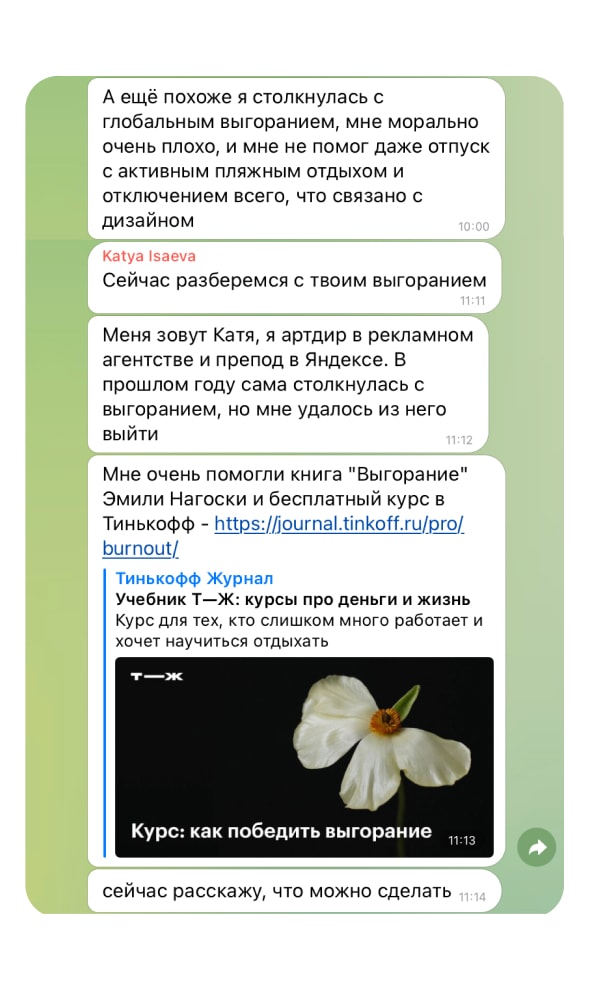 А ещё похоже я столкнулась с
глобальным выгоранием, мне морально
очень плохо, и мне не помог даже отпуск
с активным пляжным отдыхом и
отключением всего, что связано с
дизайном
10:00
Katya Isaeva
Сейчас разберемся с твоим выгоранием
11:11
Меня зовут Катя, я артдир в рекламном
агентстве и препод в Яндексе. В
прошлом году сама столкнулась с
выгоранием, но мне удалось из него
выйти
11:12
Мне очень помогли книга "Выгорание"
Эмили Нагоски и бесплатный курс в
Тинькофф - https://journal.tinkoff.ru/pro/
burnout/
Тинькофф Журнал
Учебник Т—Ж: курсы про деньги и жизнь
Курс для тех, кто слишком много работает и
хочет научиться отдыхать
Т—Ж
Курс: как победить выгорание
11:13
сейчас расскажу, что можно сделать
11:14